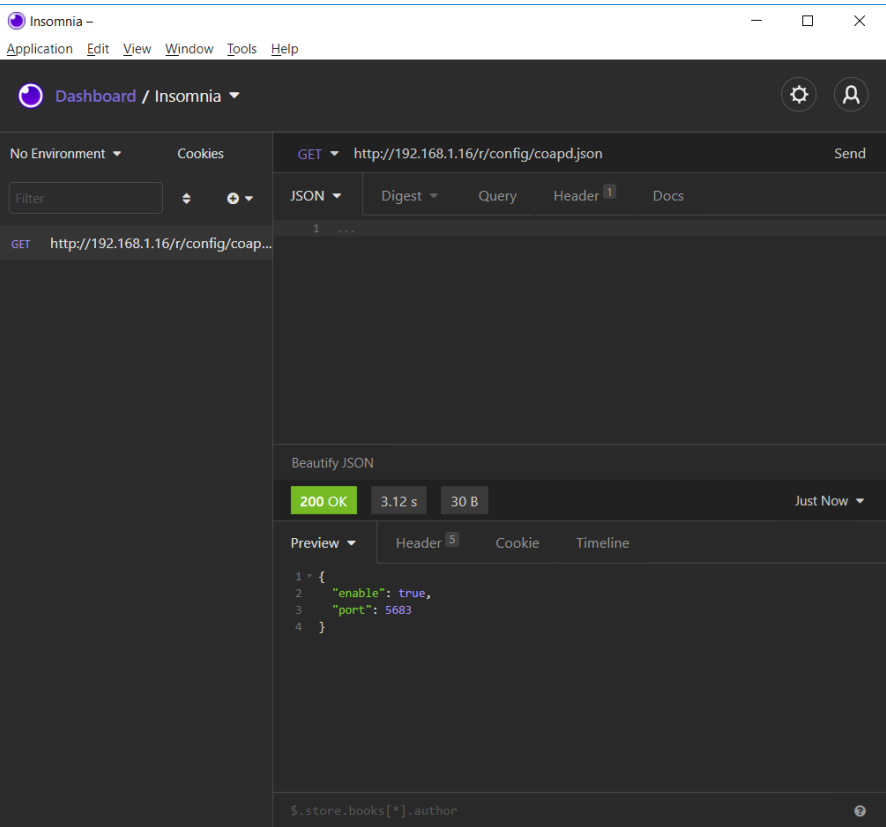 Insomnia –
Application Edit View Window Tools Help
Dashboard / Insomnia
No Environment Cookies
GET http://192.168.1.16/r/config/coapd.json Send
Filter
JSON Digest Query Header 1 Docs
1 ...
GET http://192.168.1.16/r/config/coap...
Beautify JSON
200 OK 3.12 s 30 B Just Now
Preview Header 5 Cookie Timeline
1 {
2 "enable": true,
3 "port": 5683
4 }
$.store.books[*].author